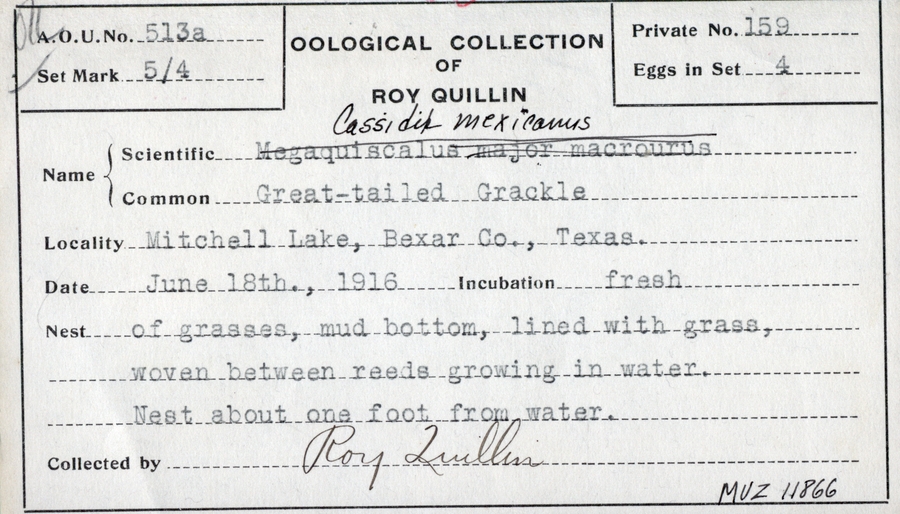 A.O.U. No. 513a
Set Mark 5/4
OOLOGICAL COLLECTION
OF
ROY QUILLIN
Private No. 159
Eggs in Set 4
Cassidix mexicanus
Name
Scientific Megaquiscalus major macrourus
Common Great-tailed Grackle
Locality Mitchell Lake, Bexar Co., Texas.
Date June 18th., 1916 Incubation fresh
Nest of grasses, mud bottom, lined with grass,
woven between reeds growing in water.
Nest about one foot from water.
Collected by Roy Quillin
MVZ 11866